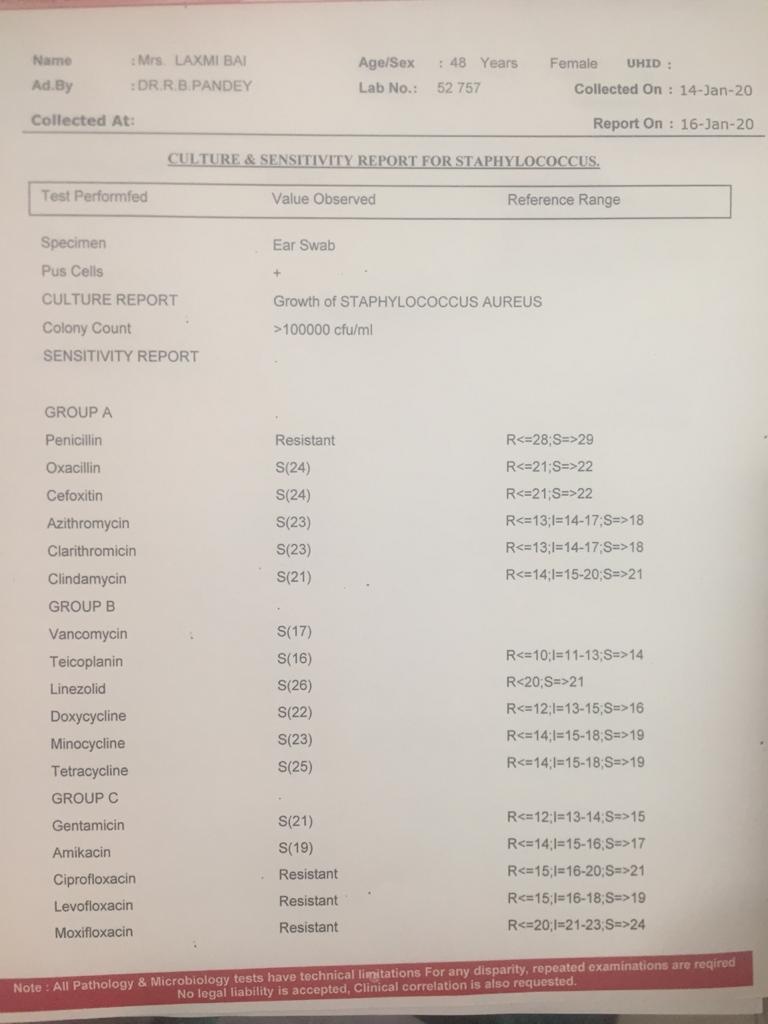 Name : Mrs. LAXMI BAI Age/Sex : 48 Years Female UHID :
Ad.By : DR.R.B.PANDEY Lab No.: 52 757 Collected On : 14-Jan-20
Collected At: Report On : 16-Jan-20
CULTURE & SENSITIVITY REPORT FOR STAPHYLOCOCCUS.
Test Performfed Value Observed Reference Range
Specimen Ear Swab
Pus Cells +
CULTURE REPORT Growth of STAPHYLOCOCCUS AUREUS
Colony Count >100000 cfu/ml
SENSITIVITY REPORT .
GROUP A .
Penicillin Resistant R<=28;S=>29
Oxacillin S(24) R<=21;S=>22
Cefoxitin S(24) R<=21;S=>22
Azithromycin S(23) R<=13;I=14-17;S=>18
Clarithromicin S(23) R<=13;I=14-17;S=>18
Clindamycin S(21) R<=14;I=15-20;S=>21
GROUP B .
Vancomycin S(17)
Teicoplanin S(16) R<=10;I=11-13;S=>14
Linezolid S(26) R<20;S=>21
Doxycycline S(22) R<=12;I=13-15;S=>16
Minocycline S(23) R<=14;I=15-18;S=>19
Tetracycline S(25) R<=14;I=15-18;S=>19
GROUP C .
Gentamicin S(21) R<=12;I=13-14;S=>15
Amikacin S(19) R<=14;I=15-16;S=>17
Ciprofloxacin Resistant R<=15;I=16-20;S=>21
Levofloxacin Resistant R<=15;I=16-18;S=>19
Moxifloxacin Resistant R<=20;I=21-23;S=>24
Note : All Pathology & Microbiology tests have technical limitations For any disparity, repeated examinations are reqired
No legal liability is accepted, Clinical correlation is also requested.